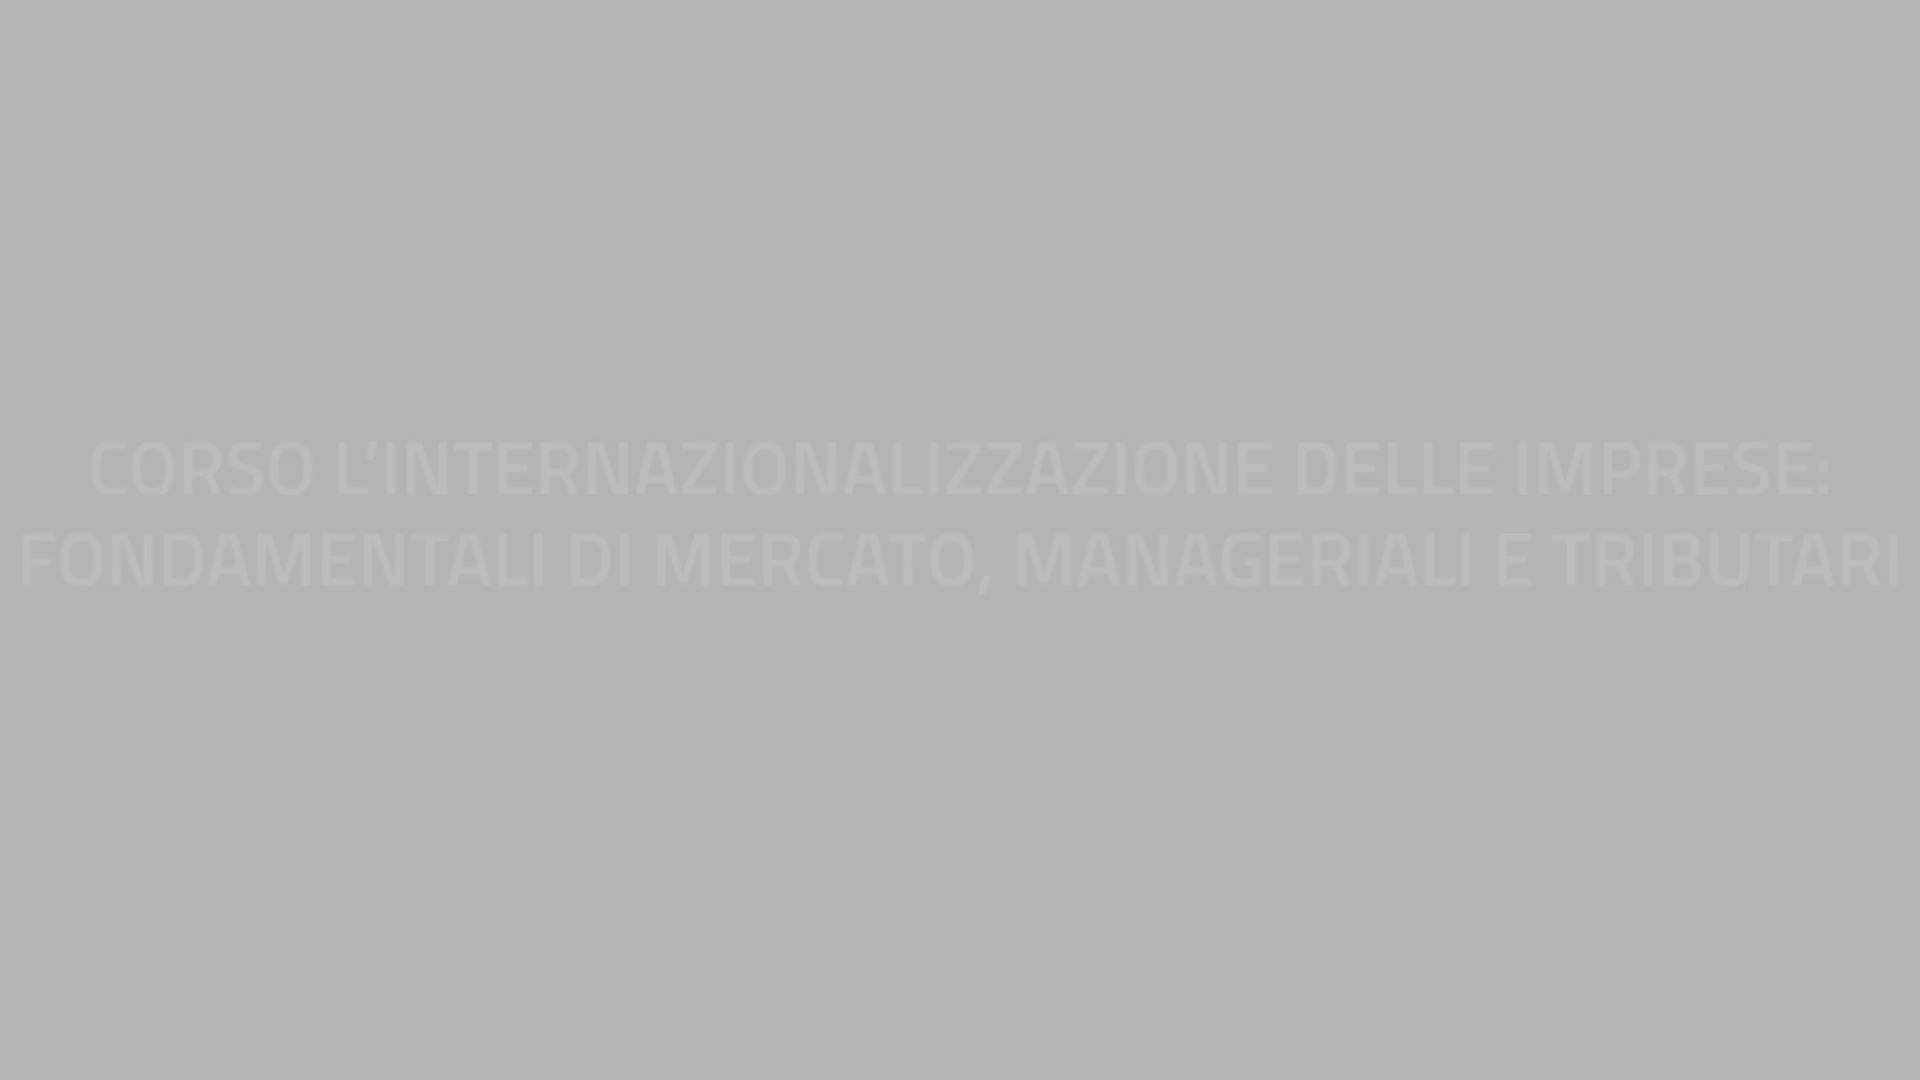 CORSO L’INTERNAZIONALIZZAZIONE DELLE IMPRESE:
FONDAMENTALI DI MERCATO, MANAGERIALI E TRIBUTARI